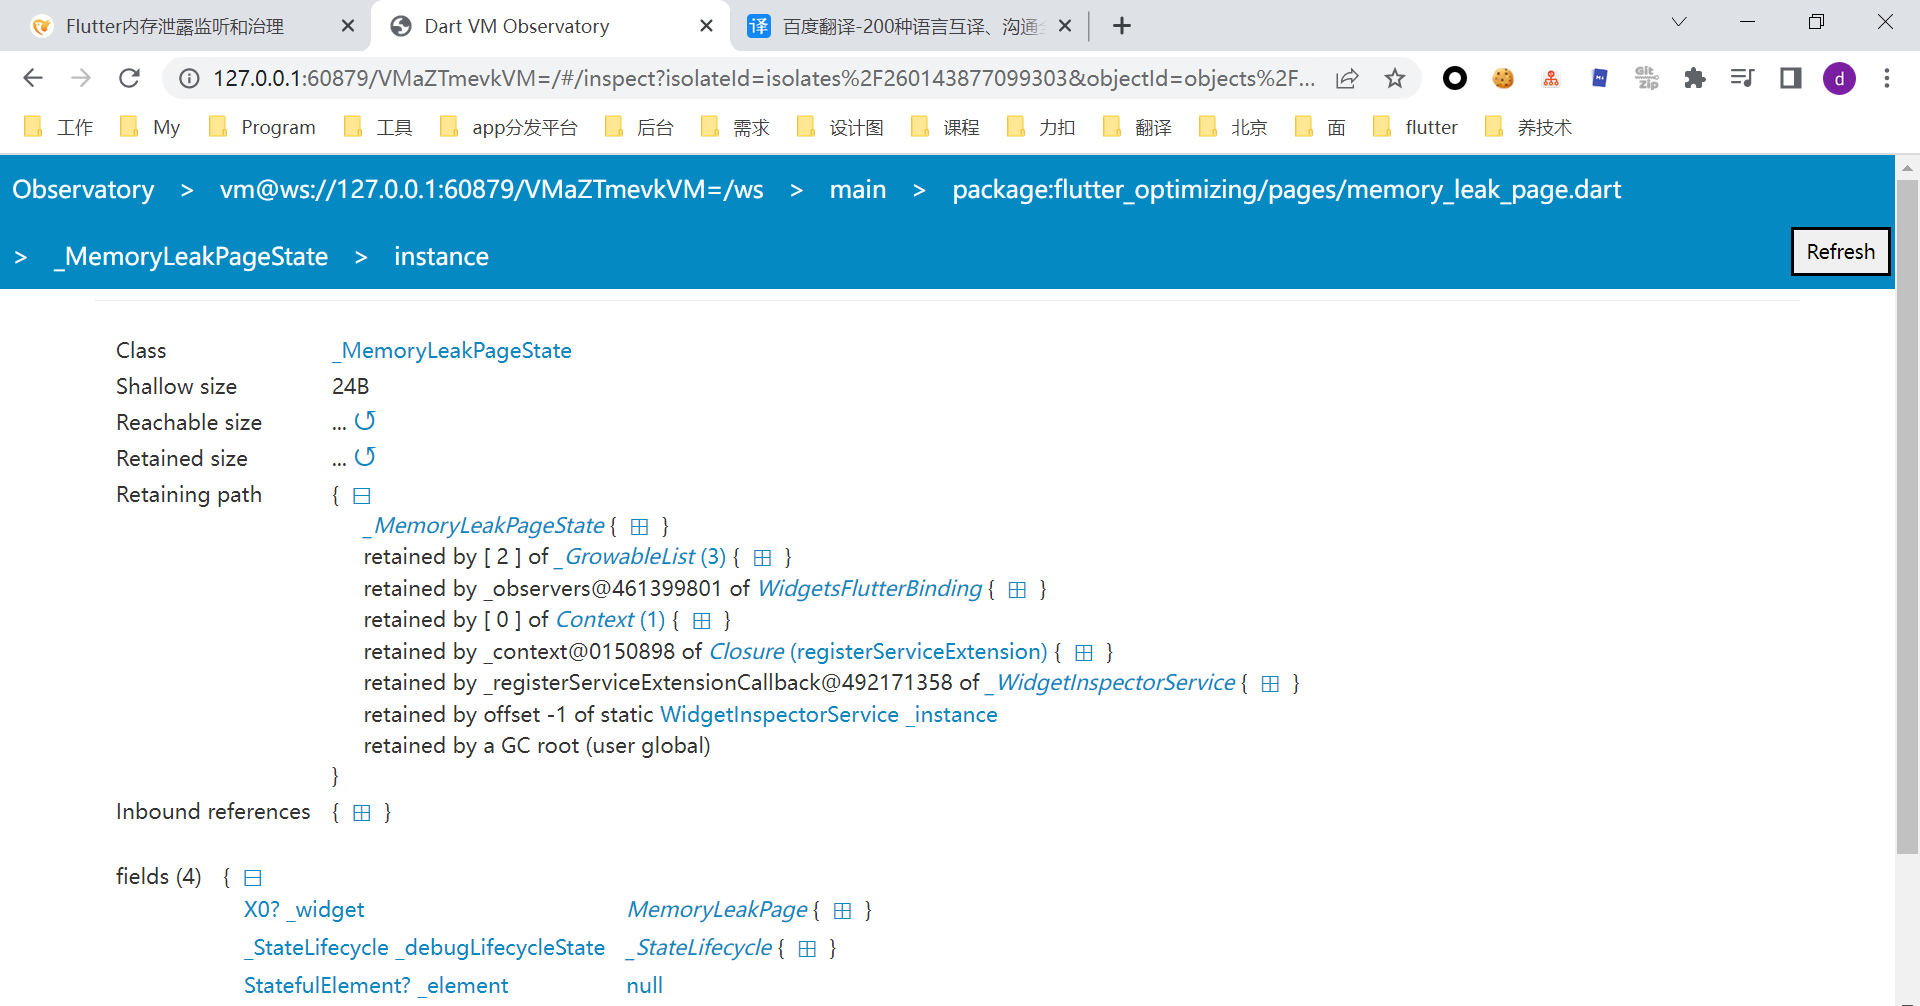 Flutter内存泄露监听和治理
Dart VM Observatory
百度翻译-200种语言互译、沟通
127.0.0.1:60879/VMaZTmevkVM=/#/inspect?isolateId=isolates%2F260143877099303&objectId=objects%2F...
Git Zip
d
工作 My Program 工具 app分发平台 后台 需求 设计图 课程 力扣 翻译 北京 面 flutter 养技术
Observatory > vm@ws://127.0.0.1:60879/VMaZTmevkVM=/ws > main > package:flutter_optimizing/pages/memory_leak_page.dart
> _MemoryLeakPageState > instance
Refresh
Class _MemoryLeakPageState
Shallow size 24B
Reachable size ... ↺
Retained size ... ↺
Retaining path { ⊟
_MemoryLeakPageState { ⊞ }
retained by [ 2 ] of _GrowableList (3) { ⊞ }
retained by _observers@461399801 of WidgetsFlutterBinding { ⊞ }
retained by [ 0 ] of Context (1) { ⊞ }
retained by _context@0150898 of Closure (registerServiceExtension) { ⊞ }
retained by _registerServiceExtensionCallback@492171358 of _WidgetInspectorService { ⊞ }
retained by offset -1 of static WidgetInspectorService _instance
retained by a GC root (user global)
}
Inbound references { ⊞ }
fields (4) { ⊟
X0? _widget MemoryLeakPage { ⊞ }
_StateLifecycle _debugLifecycleState _StateLifecycle { ⊞ }
StatefulElement? _element null